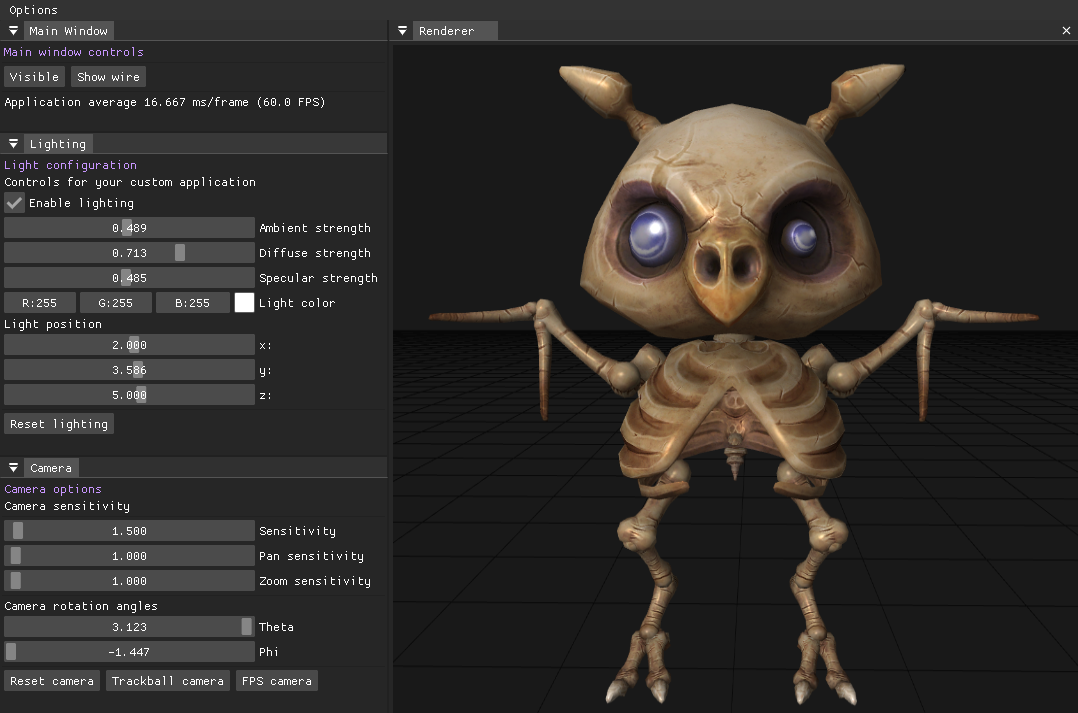 Options
Main Window
Main window controls
Visible Show wire
Application average 16.667 ms/frame (60.0 FPS)
Lighting
Light configuration
Controls for your custom application
Enable lighting
0.489 Ambient strength
0.713 Diffuse strength
0.485 Specular strength
R:255 G:255 B:255 Light color
Light position
2.000 x:
3.586 y:
5.000 z:
Reset lighting
Camera
Camera options
Camera sensitivity
1.500 Sensitivity
1.000 Pan sensitivity
1.000 Zoom sensitivity
Camera rotation angles
3.123 Theta
-1.447 Phi
Reset camera Trackball camera FPS camera
Renderer